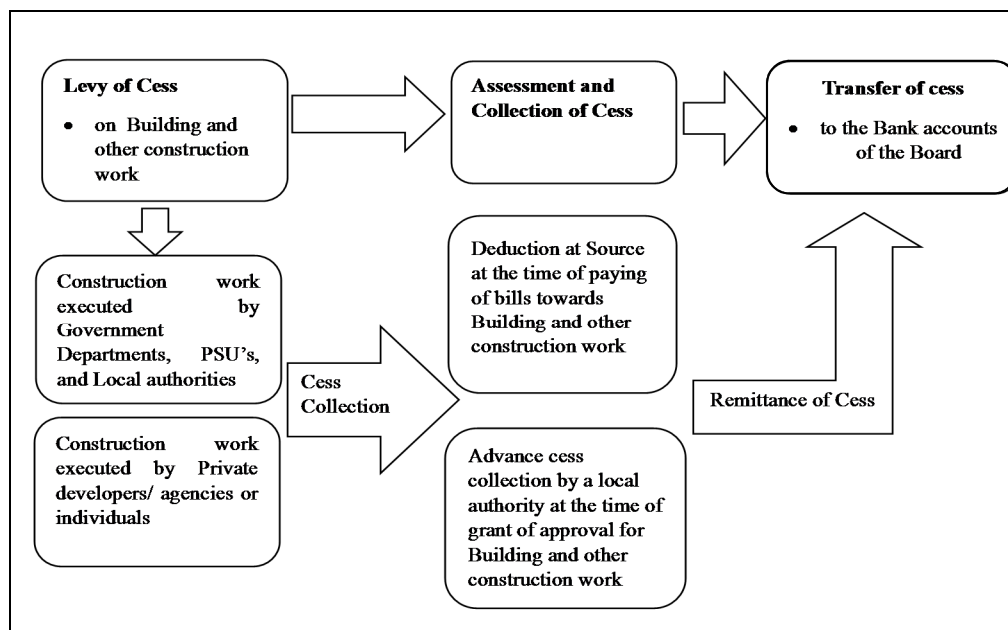 Levy of Cess
• on Building and
other construction
work
Assessment and
Collection of Cess
Transfer of cess
• to the Bank accounts
of the Board
Construction work
executed by
Government
Departments, PSU's,
and Local authorities
Construction work
executed by Private
developers/ agencies or
individuals
Cess
Collection
Deduction at Source
at the time of paying
of bills towards
Building and other
construction work
Advance cess
collection by a local
authority at the time of
grant of approval for
Building and other
construction work
Remittance of Cess